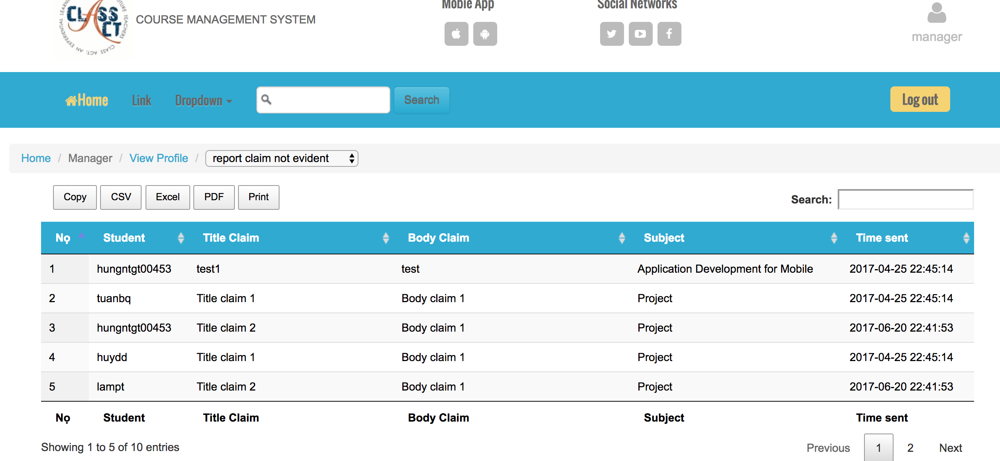 Mobie App Social Networks
CLASS ACT
CLASS ACT: AN EXPERIENTIAL
COURSE MANAGEMENT SYSTEM
manager
Home Link Dropdown Search Log out
Home / Manager / View Profile / report claim not evident
Copy CSV Excel PDF Print Search:
Nọ Student Title Claim Body Claim Subject Time sent
1 hungntgt00453 test1 test Application Development for Mobile 2017-04-25 22:45:14
2 tuanbq Title claim 1 Body claim 1 Project 2017-04-25 22:45:14
3 hungntgt00453 Title claim 2 Body claim 1 Project 2017-06-20 22:41:53
4 huydd Title claim 1 Body claim 1 Project 2017-04-25 22:45:14
5 lampt Title claim 2 Body claim 1 Project 2017-06-20 22:41:53
Nọ Student Title Claim Body Claim Subject Time sent
Showing 1 to 5 of 10 entries Previous 1 2 Next